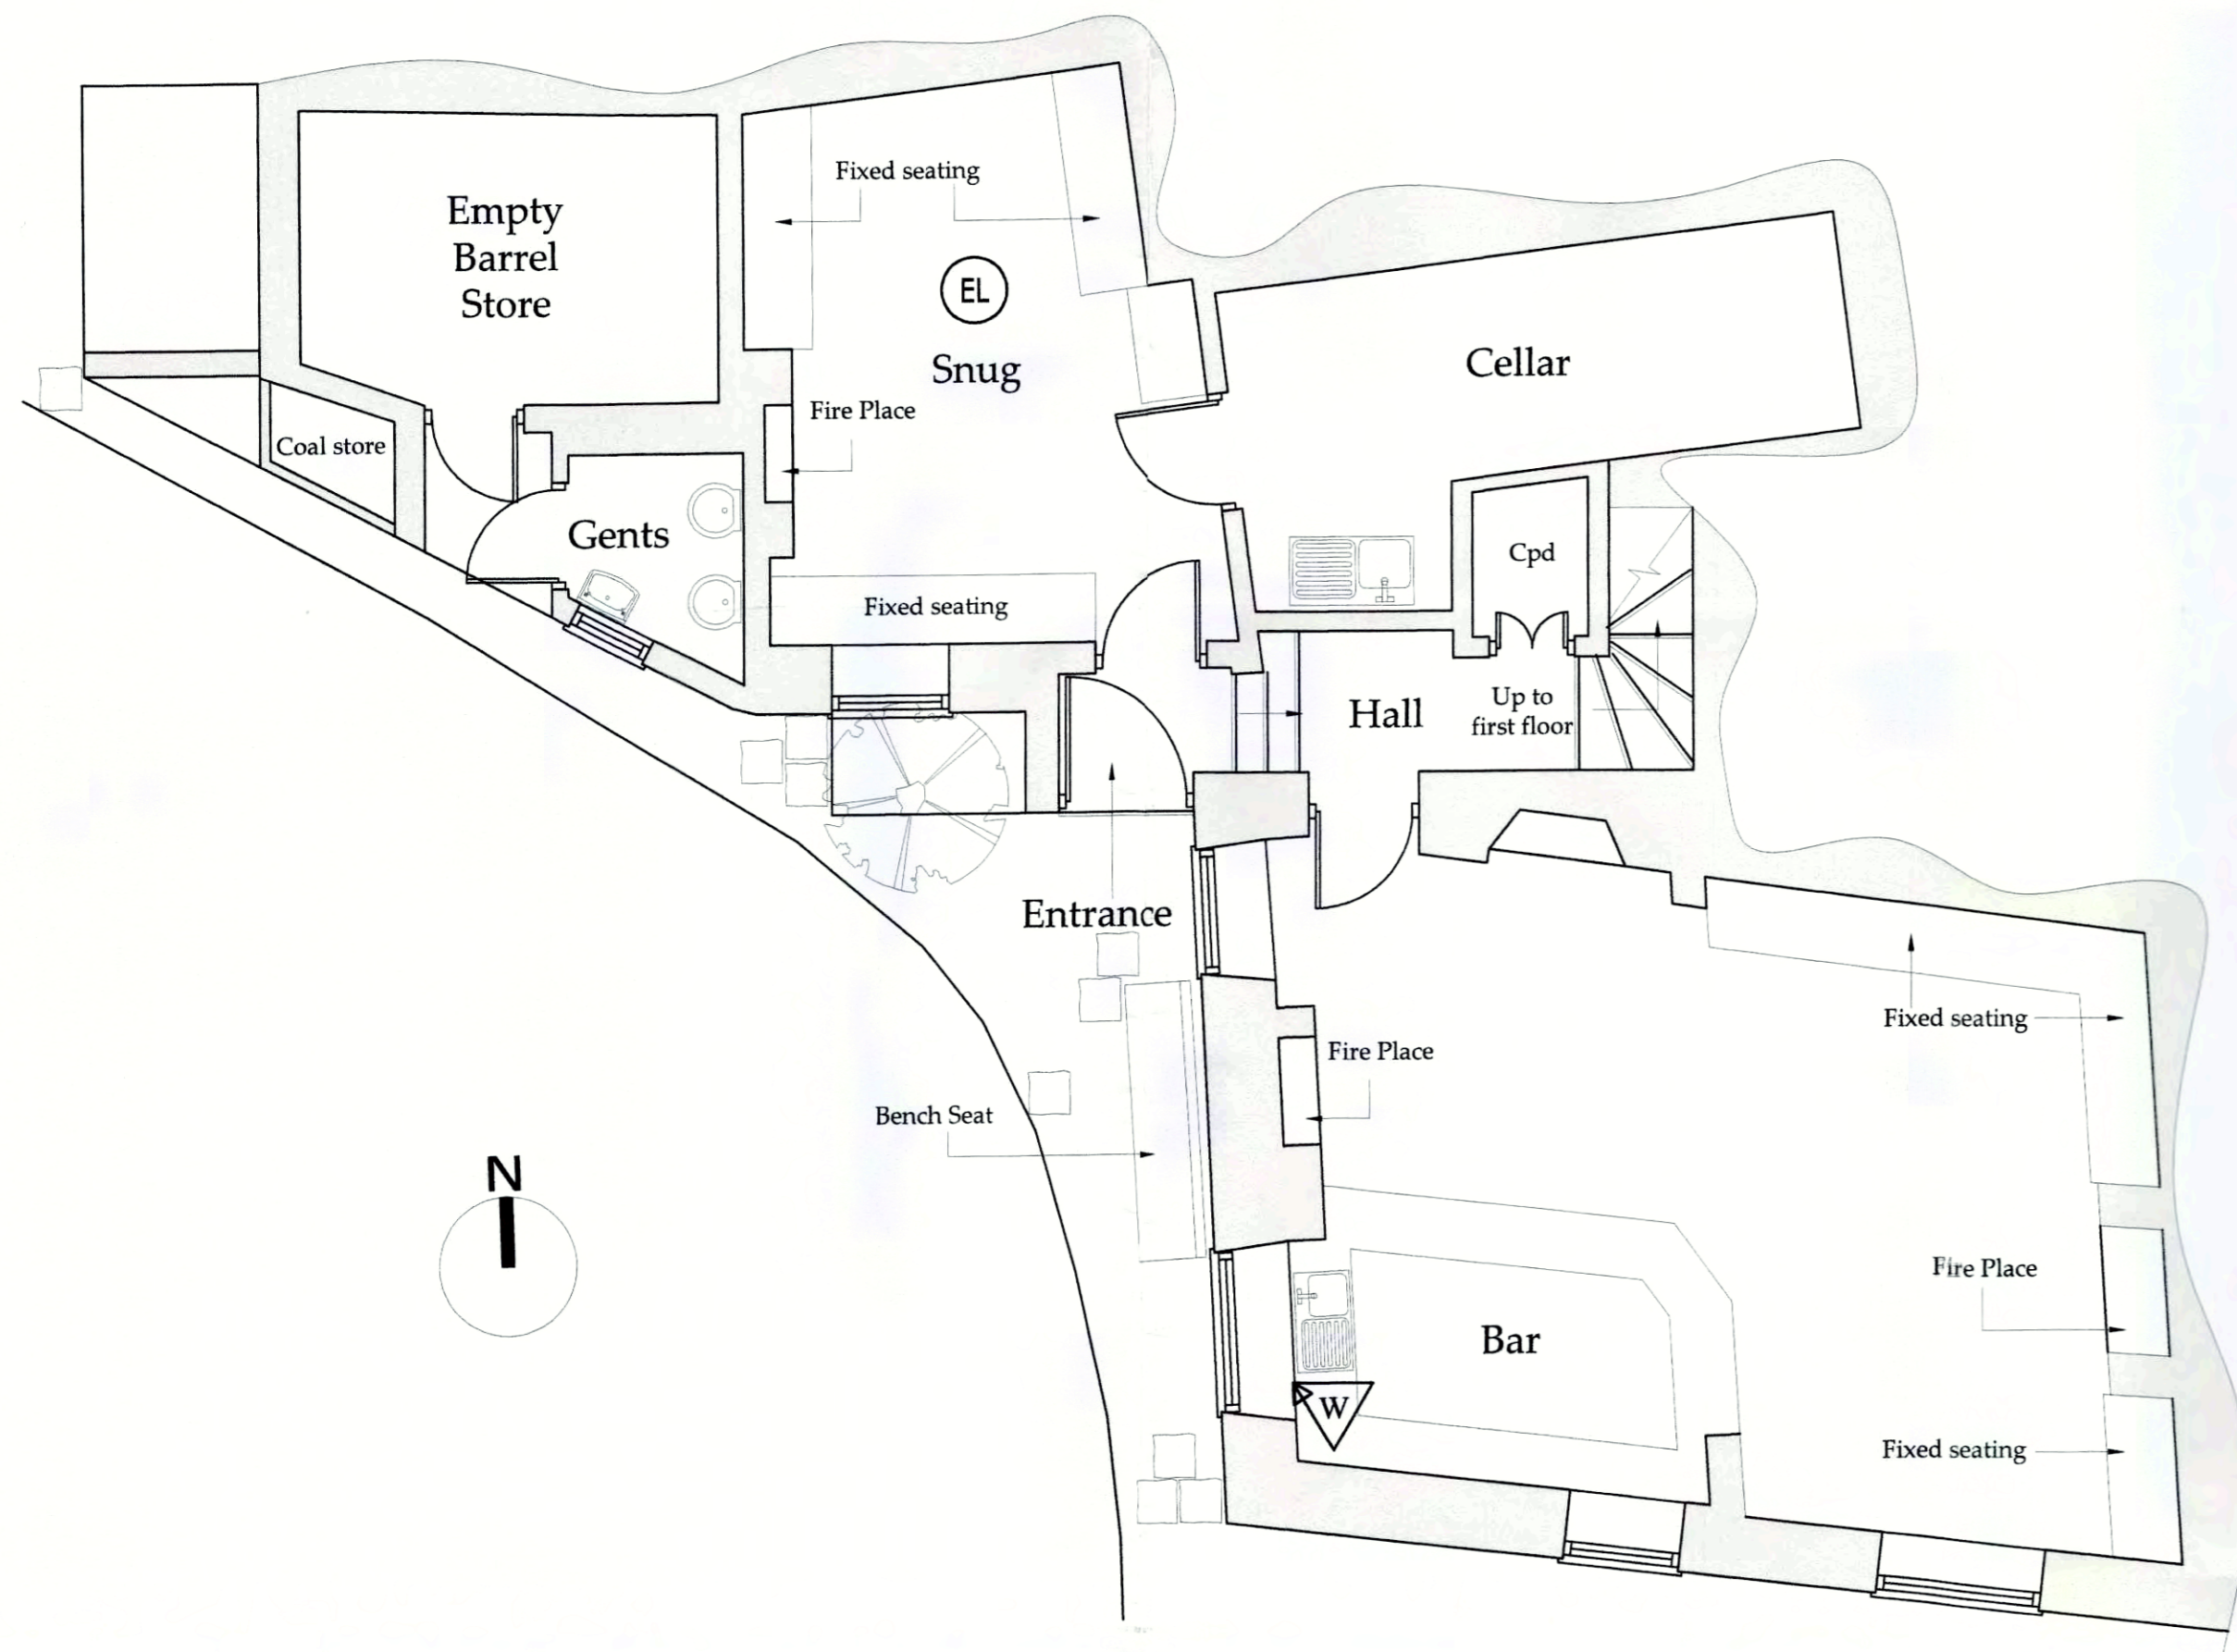 Fixed seating
Empty
Barrel
Store
EL
Snug
Cellar
Fire Place
Coal store
Gents
Cpd
Fixed seating
Hall
Up to
first floor
Entrance
Fixed seating
Fire Place
Bench Seat
N
Fire Place
Bar
W
Fixed seating